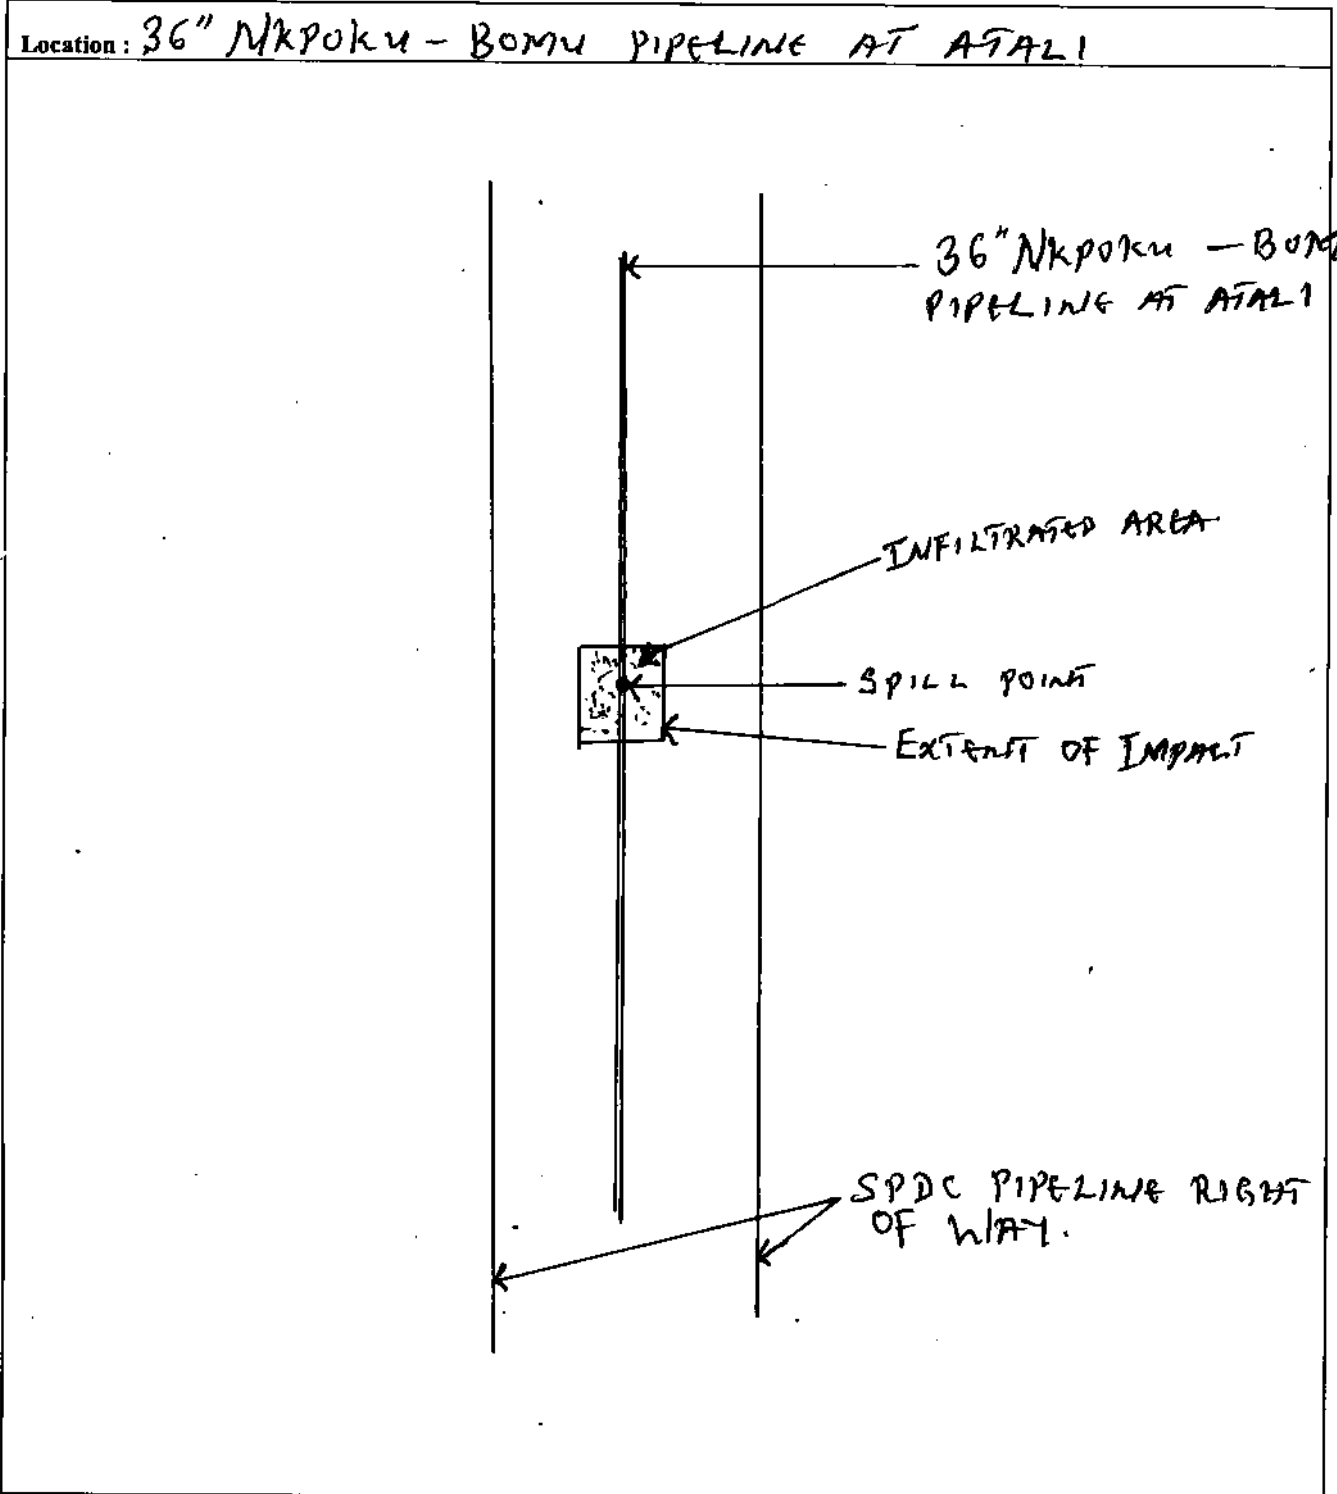 Location : 36" NKPOKU - BOMU PIPELINE AT ATALI
36" NKPOKU - BOMU
PIPELINE AT ATALI
INFILTRATED AREA
SPILL POINT
EXTENT OF IMPACT
SPDC PIPELINE RIGHT
OF WAY.